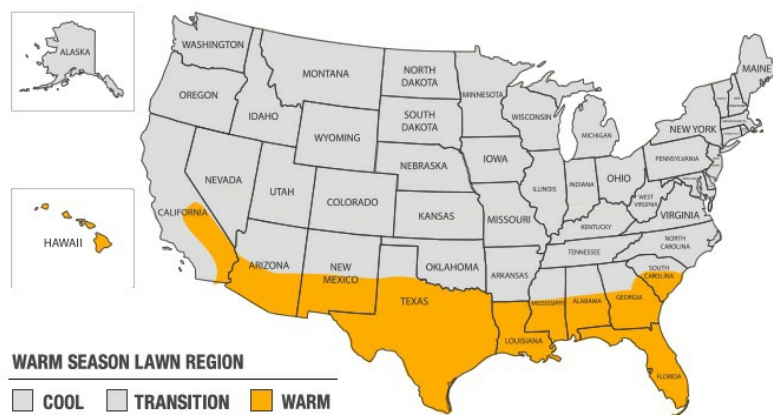 ALASKA
HAWAII
WASHINGTON
OREGON
CALIFORNIA
NEVADA
IDAHO
MONTANA
WYOMING
UTAH
ARIZONA
COLORADO
NEW
MEXICO
NORTH
DAKOTA
SOUTH
DAKOTA
NEBRASKA
KANSAS
OKLAHOMA
TEXAS
MINNESOTA
IOWA
MISSOURI
ARKANSAS
LOUISIANA
WISCONSIN
ILLINOIS
MICHIGAN
INDIANA
OHIO
KENTUCKY
TENNESSEE
MISSISSIPPI
ALABAMA
GEORGIA
FLORIDA
SOUTH
CAROLINA
NORTH
CAROLINA
VIRGINIA
WEST
VIRGINIA
PENNSYLVANIA
NEW YORK
MAINE
WARM SEASON LAWN REGION
COOL
TRANSITION
WARM